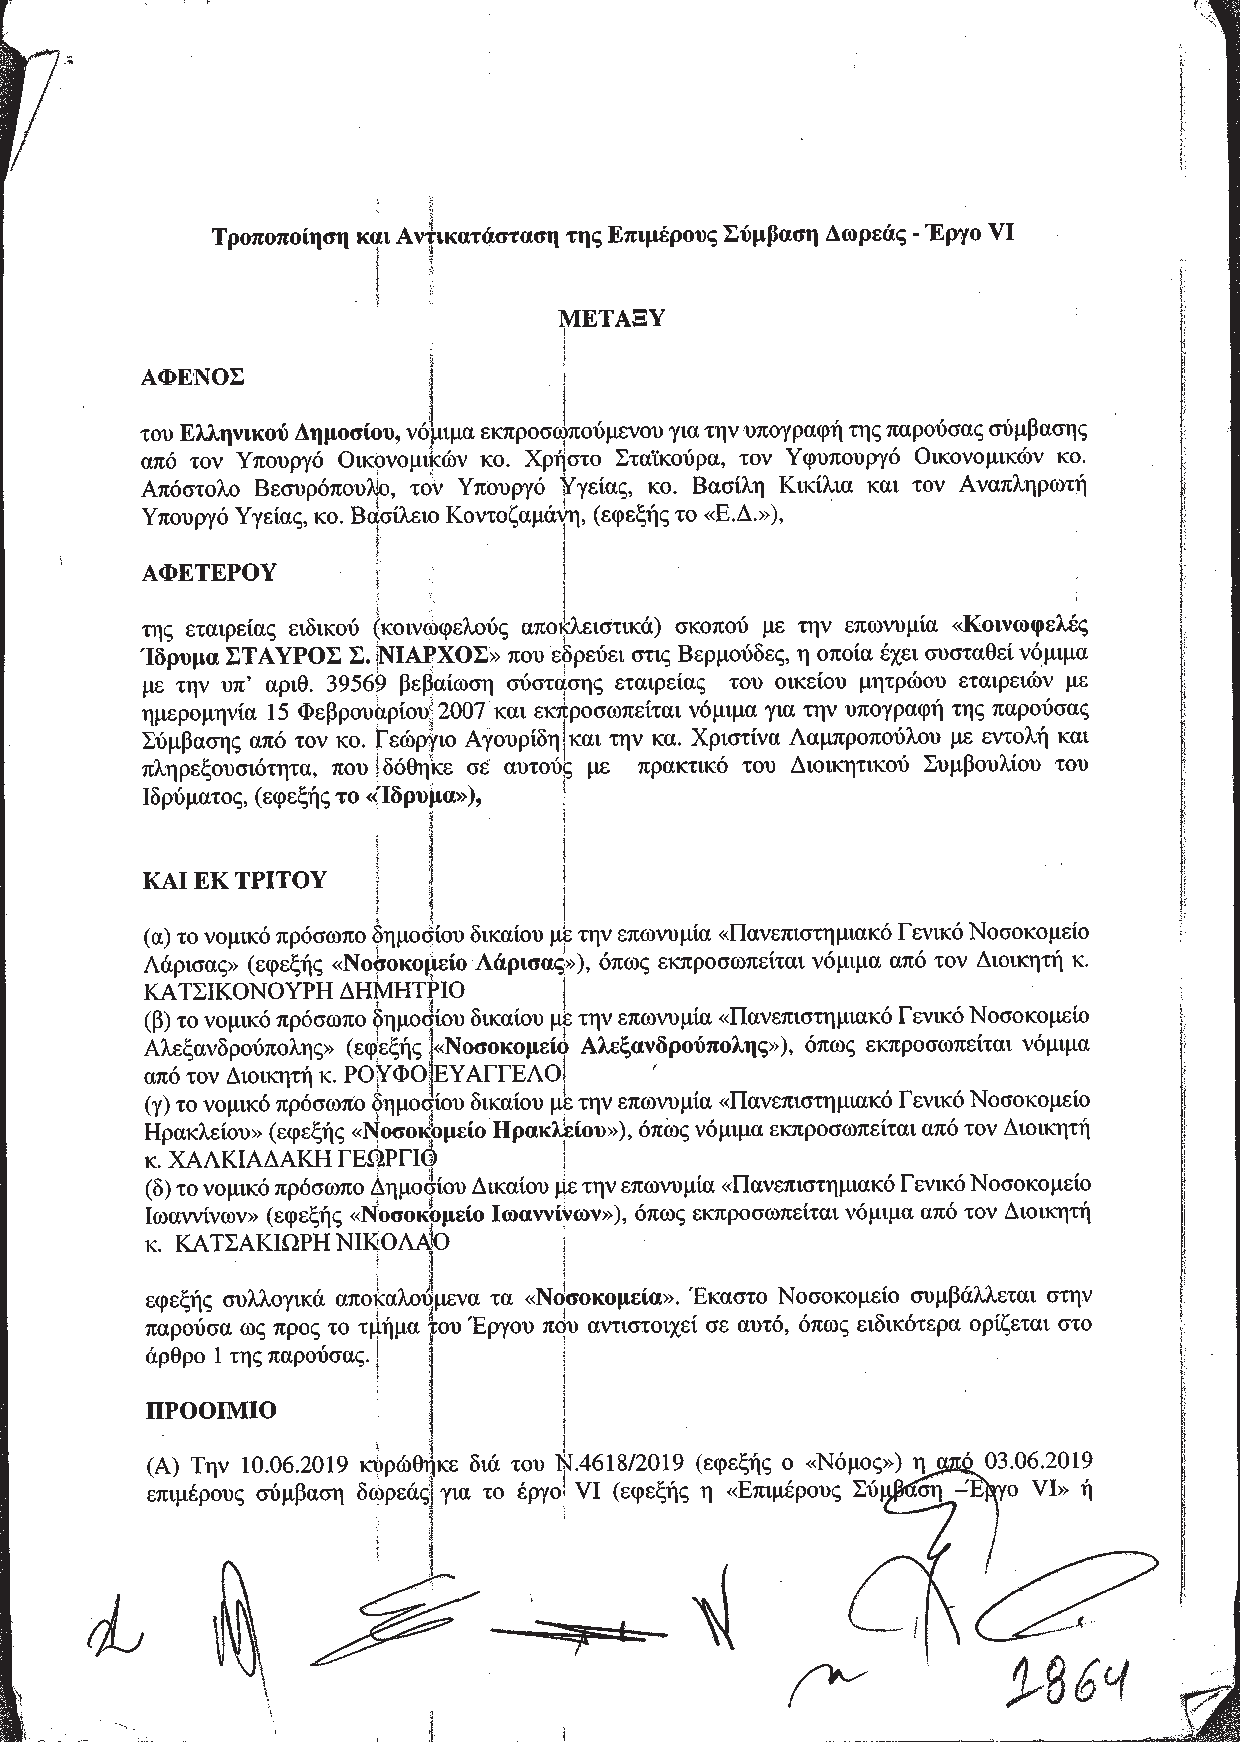 Τροποποίηση και Αντικατάσταση της Επιμέρους Σύμβαση Δωρεάς - Έργο VI
ΜΕΤΑΞΥ
ΑΦΕΝΟΣ
του Ελληνικού Δημοσίου, νόμιμα εκπροσωπούμενου για την υπογραφή της παρούσας σύμβασης
από τον Υπουργό Οικονομικών κο. Χρήστο Σταϊκούρα, τον Υφυπουργό Οικονομικών κο.
Απόστολο Βεσυρόπουλο, τον Υπουργό Υγείας, κο. Βασίλη Κικίλια και τον Αναπληρωτή
Υπουργό Υγείας, κο. Βασίλειο Κοντοζαμάνη, (εφεξής το «Ε.Δ.»),
ΑΦΕΤΕΡΟΥ
της εταιρείας ειδικού (κοινωφελούς αποκλειστικά) σκοπού με την επωνυμία «Κοινωφελές
Ίδρυμα ΣΤΑΥΡΟΣ Σ. ΝΙΑΡΧΟΣ» που εδρεύει στις Βερμούδες, η οποία έχει συσταθεί νόμιμα
με την υπ’ αριθ. 39569 βεβαίωση σύστασης εταιρείας του οικείου μητρώου εταιρειών με
ημερομηνία 15 Φεβρουαρίου 2007 και εκπροσωπείται νόμιμα για την υπογραφή της παρούσας
Σύμβασης από τον κο. Γεώργιο Αγουρίδη και την κα. Χριστίνα Λαμπροπούλου με εντολή και
πληρεξουσιότητα, που δόθηκε σε αυτούς με πρακτικό του Διοικητικού Συμβουλίου του
Ιδρύματος, (εφεξής το «Ίδρυμα»),
ΚΑΙ ΕΚ ΤΡΙΤΟΥ
(α) το νομικό πρόσωπο δημοσίου δικαίου με την επωνυμία «Πανεπιστημιακό Γενικό Νοσοκομείο
Λάρισας» (εφεξής «Νοσοκομείο Λάρισας»), όπως εκπροσωπείται νόμιμα από τον Διοικητή κ.
ΚΑΤΣΙΚΟΝΟΥΡΗ ΔΗΜΗΤΡΙΟ
(β) το νομικό πρόσωπο δημοσίου δικαίου με την επωνυμία «Πανεπιστημιακό Γενικό Νοσοκομείο
Αλεξανδρούπολης» (εφεξής «Νοσοκομείο Αλεξανδρούπολης»), όπως εκπροσωπείται νόμιμα
από τον Διοικητή κ. ΡΟΥΦΟ ΕΥΑΓΓΕΛΟ
(γ) το νομικό πρόσωπο δημοσίου δικαίου με την επωνυμία «Πανεπιστημιακό Γενικό Νοσοκομείο
Ηρακλείου» (εφεξής «Νοσοκομείο Ηρακλείου»), όπως νόμιμα εκπροσωπείται από τον Διοικητή
κ. ΧΑΛΚΙΑΔΑΚΗ ΓΕΩΡΓΙΟ
(δ) το νομικό πρόσωπο Δημοσίου Δικαίου με την επωνυμία «Πανεπιστημιακό Γενικό Νοσοκομείο
Ιωαννίνων» (εφεξής «Νοσοκομείο Ιωαννίνων»), όπως εκπροσωπείται νόμιμα από τον Διοικητή
κ. ΚΑΤΣΑΚΙΩΡΗ ΝΙΚΟΛΑΟ
εφεξής συλλογικά αποκαλούμενα τα «Νοσοκομεία». Έκαστο Νοσοκομείο συμβάλλεται στην
παρούσα ως προς το τμήμα του Έργου που αντιστοιχεί σε αυτό, όπως ειδικότερα ορίζεται στο
άρθρο 1 της παρούσας.
ΠΡΟΟΙΜΙΟ
(Α) Την 10.06.2019 κυρώθηκε διά του Ν.4618/2019 (εφεξής ο «Νόμος») η από 03.06.2019
επιμέρους σύμβαση δωρεάς για το έργο VI (εφεξής η «Επιμέρους Σύμβαση –Έργο VI» ή
1864